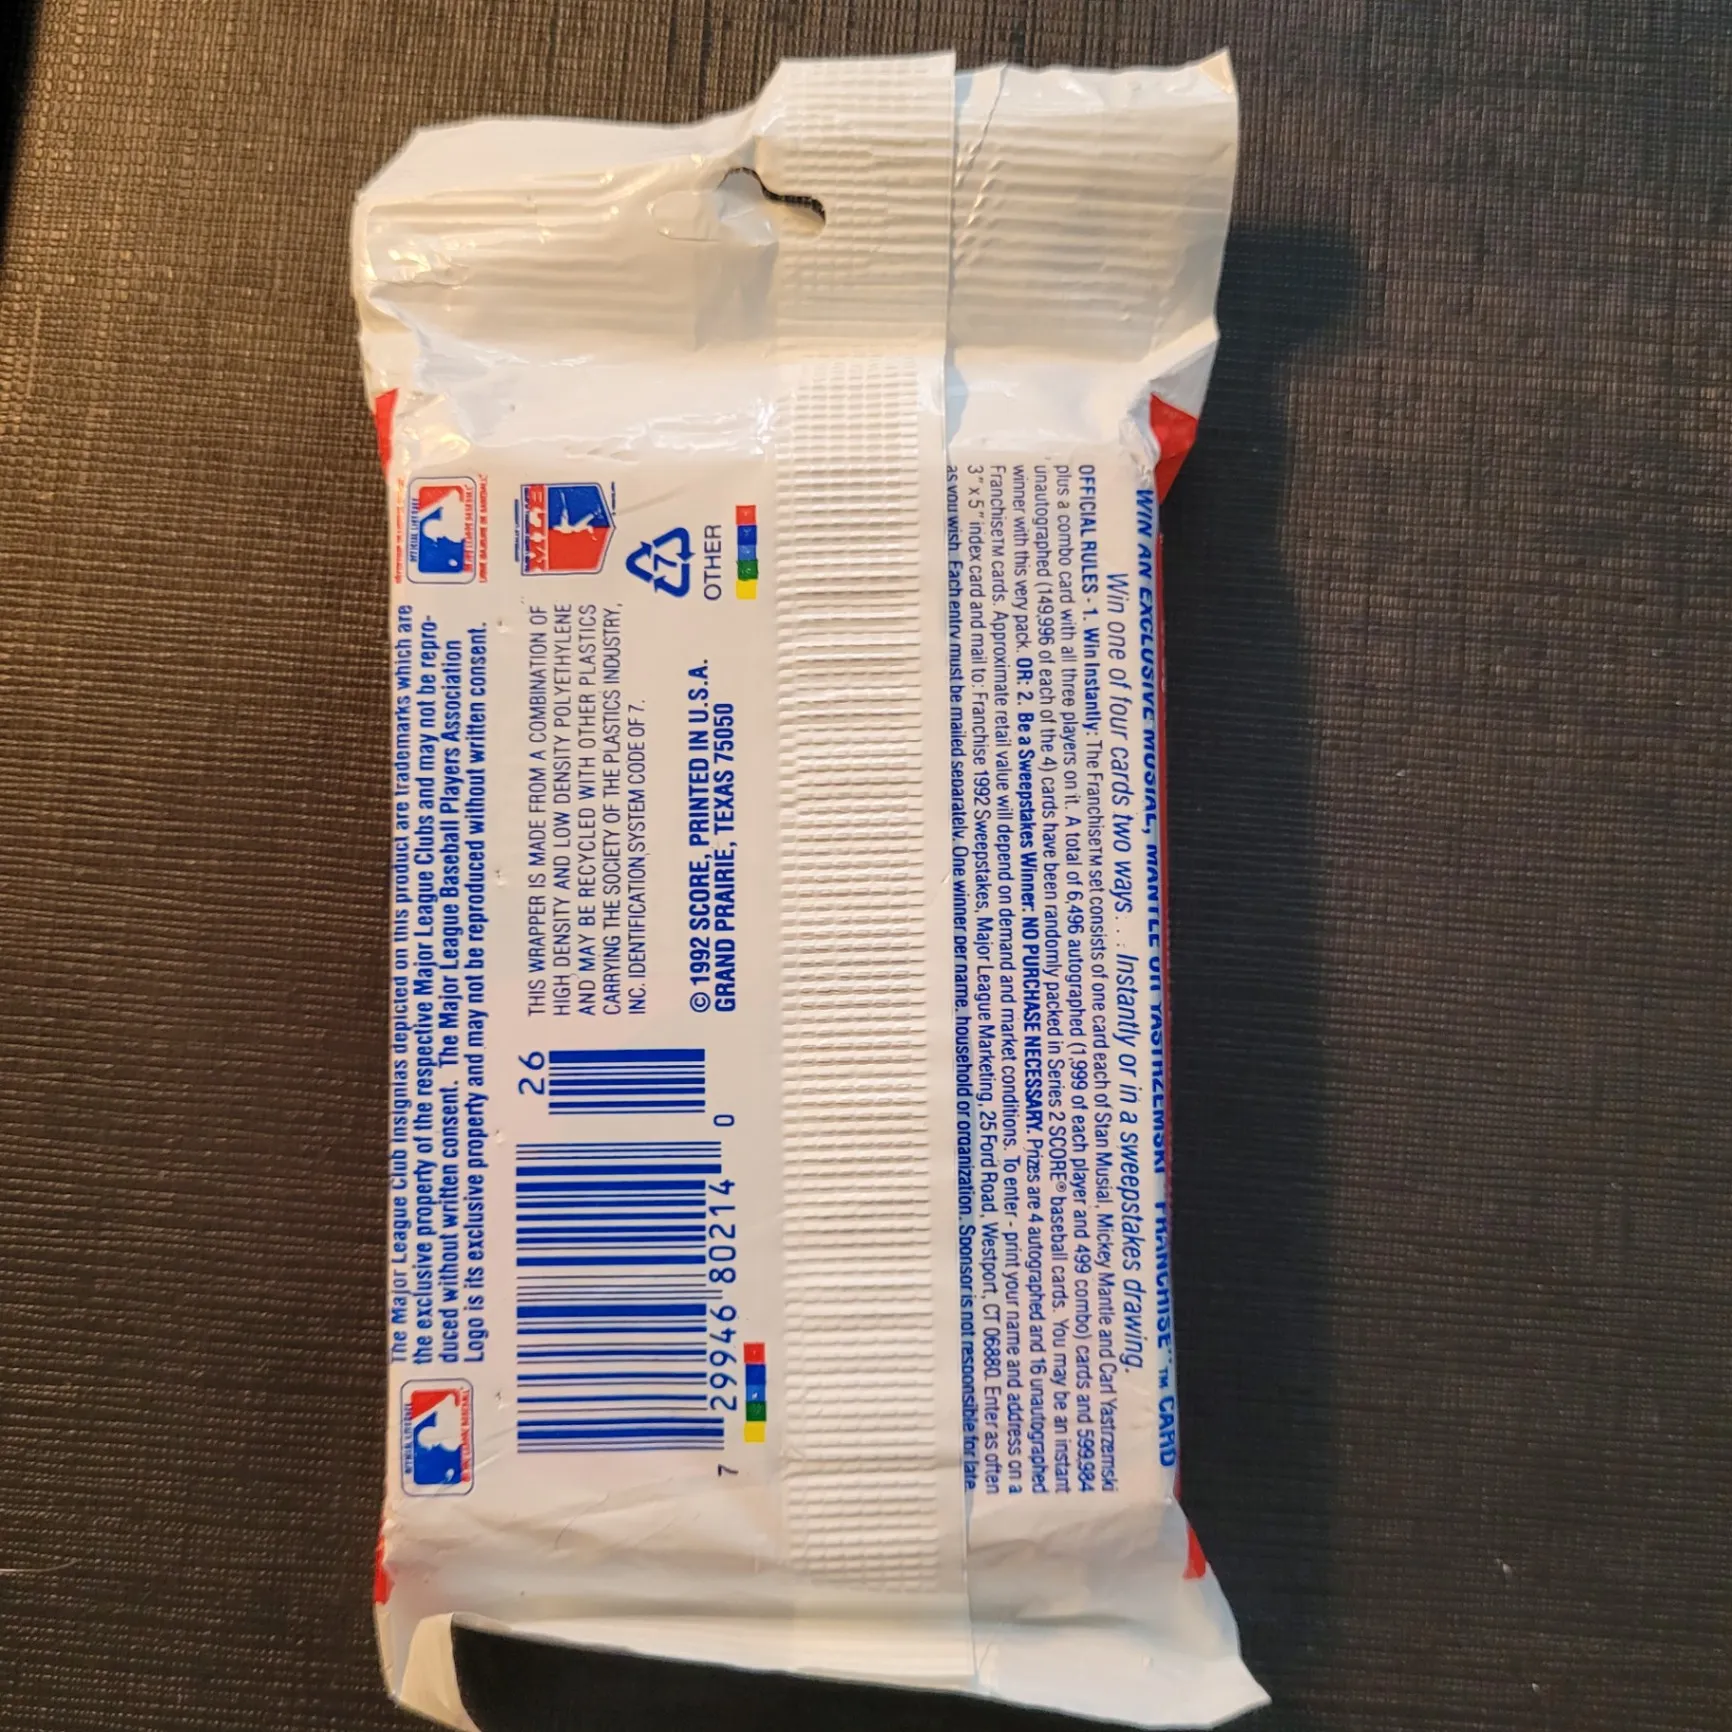 WIN AN EXCLUSIVE MUSIAL, MANTLE OR YASTRZEMSKI FRANCHISE™ CARD
Win one of four cards two ways . . . Instantly or in a sweepstakes drawing.
OFFICIAL RULES - 1. Win Instantly: The Franchise™ set consists of one card each of Stan Musial, Mickey Mantle and Carl Yastrzemski
plus a combo card with all three players on it. A total of 6,496 autographed (1,999 of each player and 499 combo) cards and 599,984
unautographed (149,996 of each of the 4) cards have been randomly packed in Series 2 SCORE® baseball cards. You may be an instant
winner with this very pack. OR: 2. Be a Sweepstakes Winner: NO PURCHASE NECESSARY. Prizes are 4 autographed and 16 unautographed
Franchise™ cards. Approximate retail value will depend on demand and market conditions. To enter - print your name and address on a
3" x 5" index card and mail to: Franchise 1992 Sweepstakes, Major League Marketing, 25 Ford Road, Westport, CT 06880. Enter as often
as you wish. Each entry must be mailed separately. One winner per name, household or organization. Sponsor is not responsible for late
The Major League Club insignias depicted on this product are trademarks which are
the exclusive property of the respective Major League Clubs and may not be repro-
duced without written consent. The Major League Baseball Players Association
Logo is its exclusive property and may not be reproduced without written consent.
THIS WRAPPER IS MADE FROM A COMBINATION OF
HIGH DENSITY AND LOW DENSITY POLYETHYLENE
AND MAY BE RECYCLED WITH OTHER PLASTICS
CARRYING THE SOCIETY OF THE PLASTICS INDUSTRY,
INC. IDENTIFICATION SYSTEM CODE OF 7.
7
OTHER
© 1992 SCORE, PRINTED IN U.S.A.
GRAND PRAIRIE, TEXAS 75050
26
7 29946 80214 0